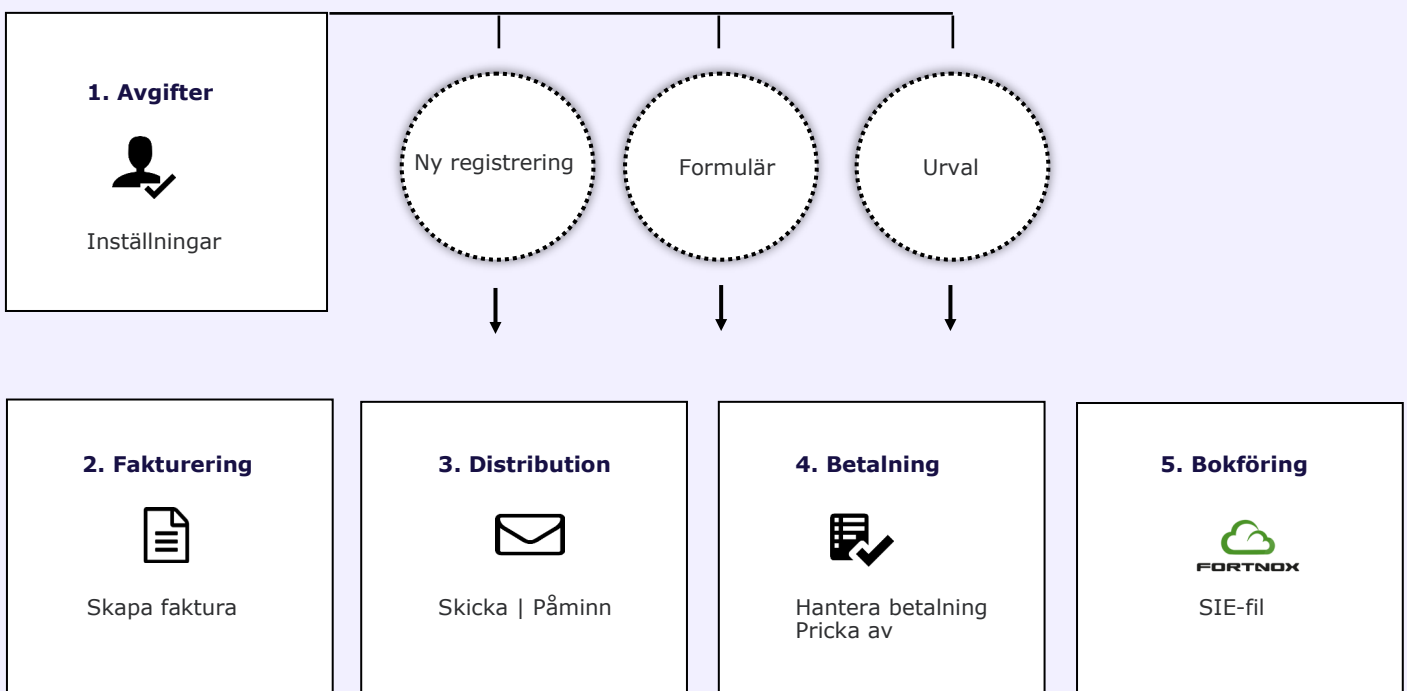 1. Avgifter
Inställningar
Ny registrering
Formulär
Urval
2. Fakturering
Skapa faktura
3. Distribution
Skicka | Påminn
4. Betalning
Hantera betalning
Pricka av
5. Bokföring
FORTNOX
SIE-fil